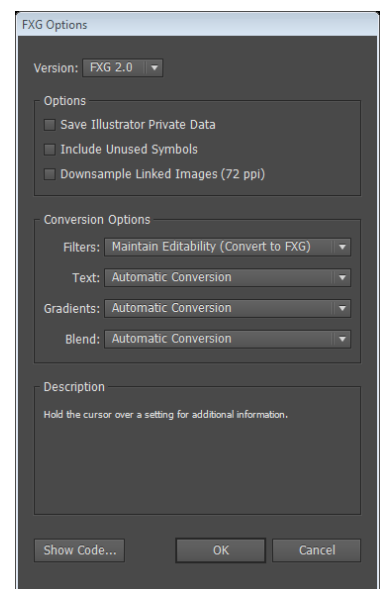 FXG Options
Version: FXG 2.0
Options
Save Illustrator Private Data
Include Unused Symbols
Downsample Linked Images (72 ppi)
Conversion Options
Filters: Maintain Editability (Convert to FXG)
Text: Automatic Conversion
Gradients: Automatic Conversion
Blend: Automatic Conversion
Description
Hold the cursor over a setting for additional information.
Show Code... OK Cancel